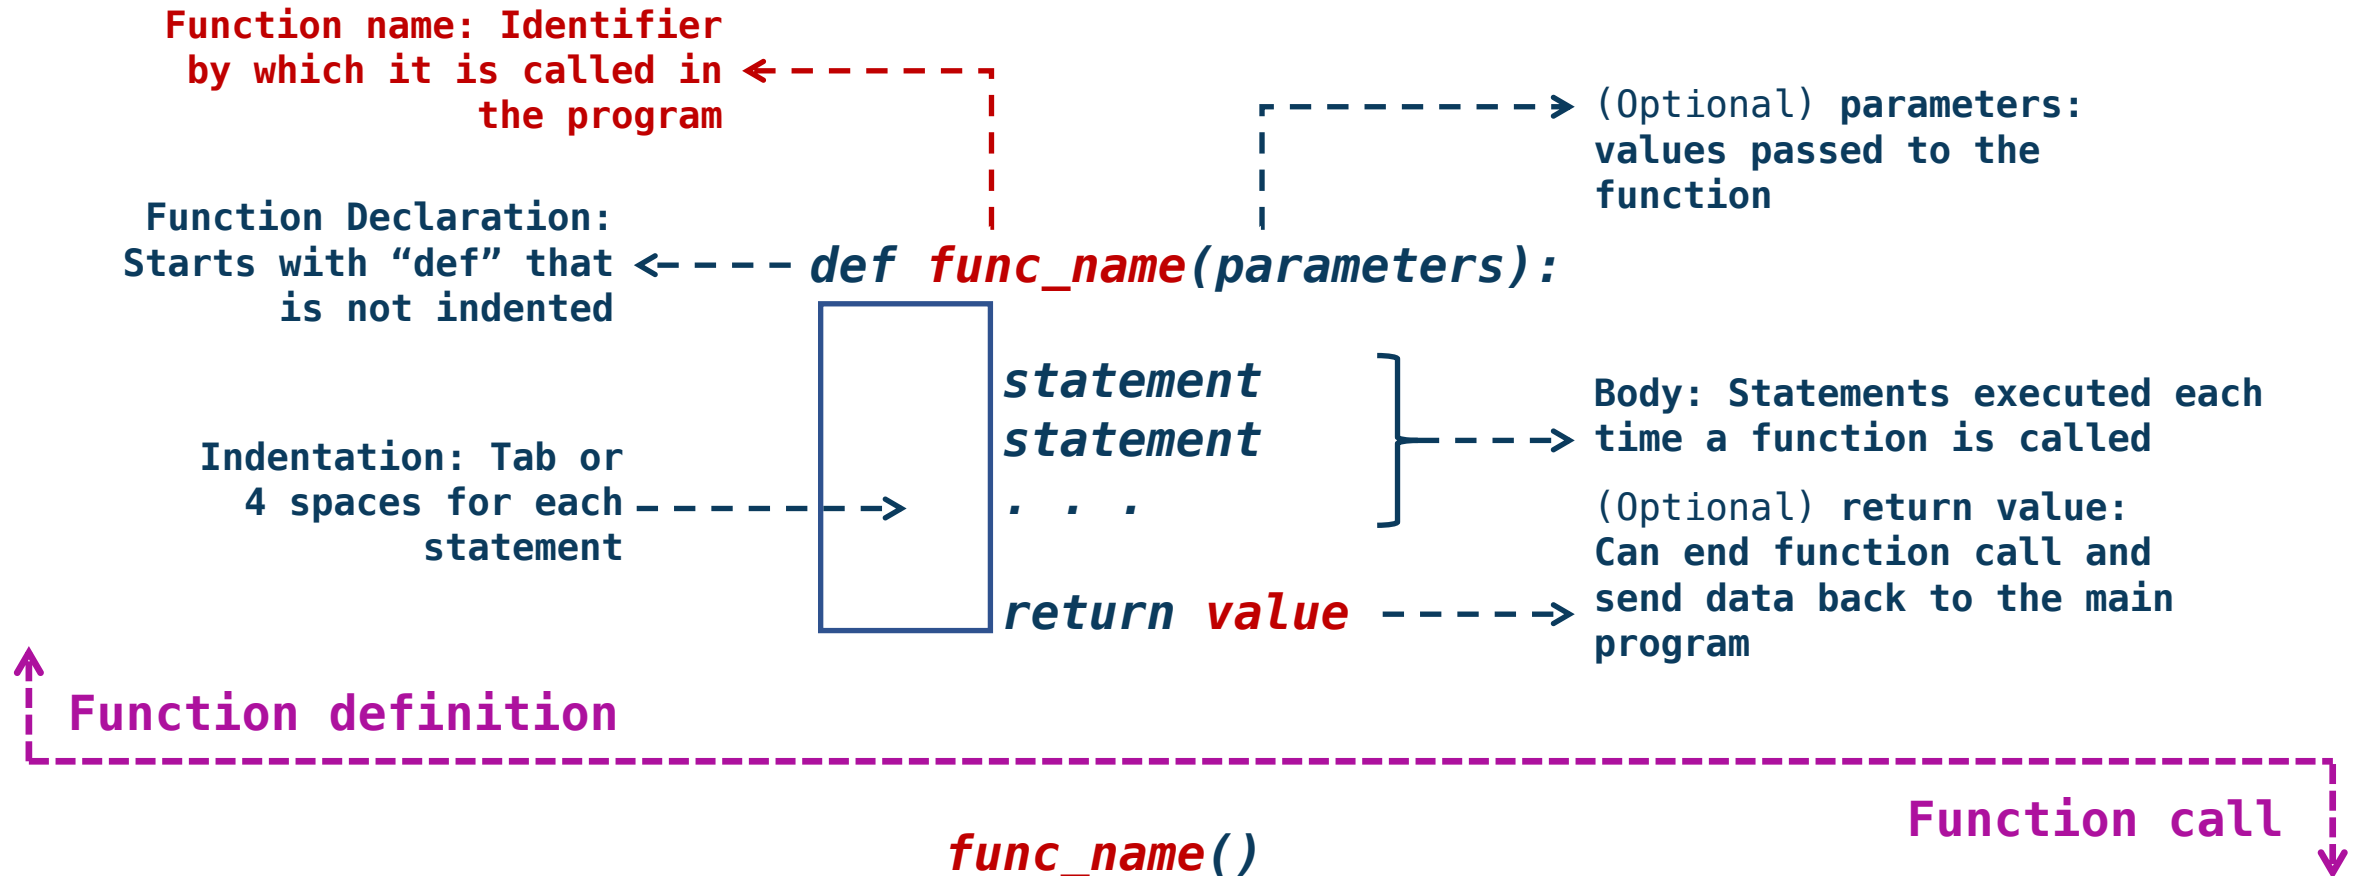 Function name: Identifier
by which it is called in
the program
(Optional) parameters:
values passed to the
function
Function Declaration:
Starts with “def” that
is not indented
def func_name(parameters):
statement
statement
. . .
return value
Indentation: Tab or
4 spaces for each
statement
Body: Statements executed each
time a function is called
(Optional) return value:
Can end function call and
send data back to the main
program
Function definition
Function call
func_name()